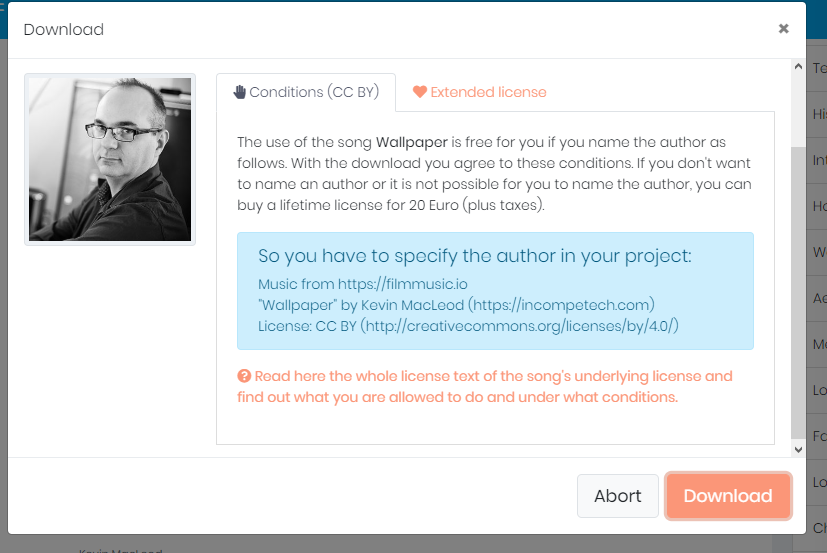 Download
×
Conditions (CC BY)
Extended license
The use of the song Wallpaper is free for you if you name the author as
follows. With the download you agree to these conditions. If you don't want
to name an author or it is not possible for you to name the author, you can
buy a lifetime license for 20 Euro (plus taxes).
So you have to specify the author in your project:
Music from https://filmmusic.io
"Wallpaper" by Kevin MacLeod (https://incompetech.com)
License: CC BY (http://creativecommons.org/licenses/by/4.0/)
Read here the whole license text of the song's underlying license and
find out what you are allowed to do and under what conditions.
Abort
Download
Te
His
Int
Ho
We
Ae
Lo
Fa
Lo
Ch
Kevin MacLeod